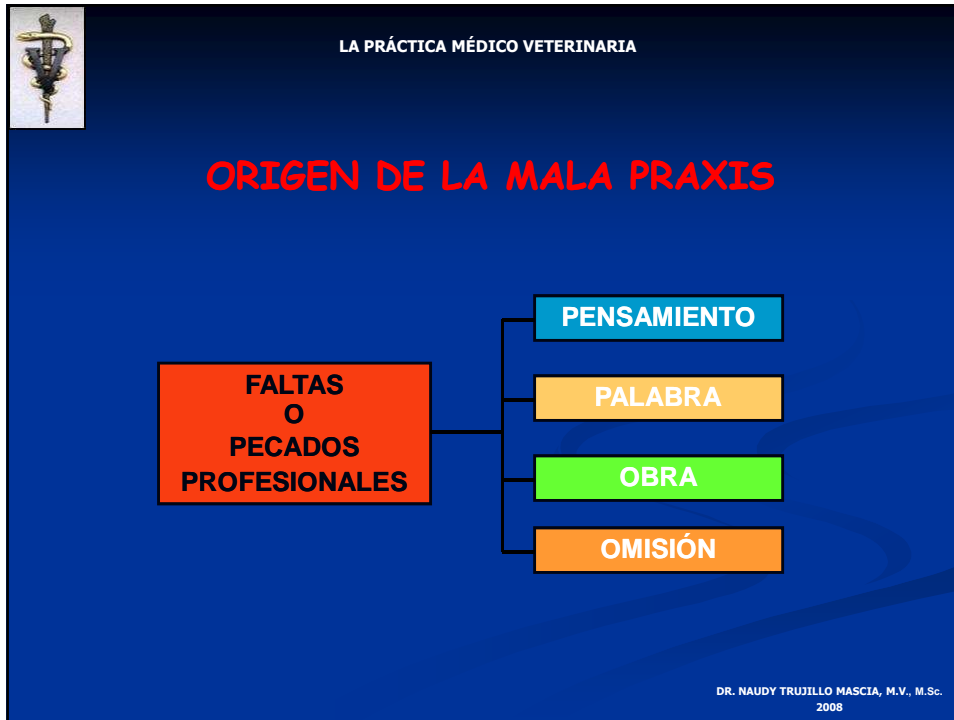 LA PRÁCTICA MÉDICO VETERINARIA
ORIGEN DE LA MALA PRAXIS
FALTAS
O
PECADOS
PROFESIONALES
PENSAMIENTO
PALABRA
OBRA
OMISIÓN
DR. NAUDY TRUJILLO MASCIA, M.V., M.Sc.
2008